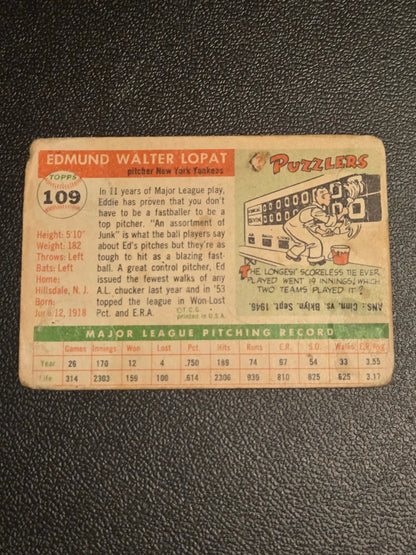 EDMUND WALTER LOPAT
pitcher New York Yankees
TOPPS
109
Height: 5'10"
Weight: 182
Throws: Left
Bats: Left
Home:
Hillsdale, N. J.
Born:
June 12, 1918
In 11 years of Major League play,
Eddie has proven that you don't
have to be a fastballer to be a
top pitcher. "An assortment of
Junk" is what the ball players say
about Ed's pitches but they're as
tough to hit as a blazing fast-
ball. A great control pitcher, Ed
issued the fewest walks of any
A.L. chucker last year and in '53
topped the league in Won-Lost
Pct. and E.R.A.
©T.C.G.
printed in U.S.A.
? PUZZLERS
DO YOU KNOW
THE LONGEST SCORELESS TIE EVER
PLAYED WENT 19 INNINGS; WHICH
TWO TEAMS PLAYED IT?
ANS: Cinn. vs. Bklyn. Sept. 1946.
MAJOR LEAGUE PITCHING RECORD
Games Innings Won Lost Pct. Hits Runs E.R. S.O. Walks E.R. Avg.
Year 26 170 12 4 .750 189 74 67 54 33 3.55
Life 314 2303 159 100 .614 2306 935 810 825 625 3.17